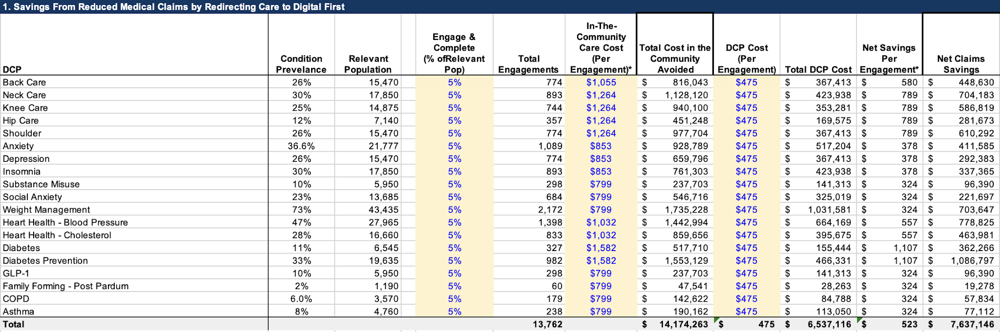 1. Savings From Reduced Medical Claims by Redirecting Care to Digital First
DCP Condition Prevelance Relevant Population Engage & Complete (% ofRelevant Pop) Total Engagements In-The-Community Care Cost (Per Engagement)* Total Cost in the Community Avoided DCP Cost (Per Engagement) Total DCP Cost Net Savings Per Engagement* Net Claims Savings
Back Care 26% 15,470 5% 774 $1,055 $ 816,043 $475 $ 367,413 $ 580 $ 448,630
Neck Care 30% 17,850 5% 893 $1,264 $ 1,128,120 $475 $ 423,938 $ 789 $ 704,183
Knee Care 25% 14,875 5% 744 $1,264 $ 940,100 $475 $ 353,281 $ 789 $ 586,819
Hip Care 12% 7,140 5% 357 $1,264 $ 451,248 $475 $ 169,575 $ 789 $ 281,673
Shoulder 26% 15,470 5% 774 $1,264 $ 977,704 $475 $ 367,413 $ 789 $ 610,292
Anxiety 36.6% 21,777 5% 1,089 $853 $ 928,789 $475 $ 517,204 $ 378 $ 411,585
Depression 26% 15,470 5% 774 $853 $ 659,796 $475 $ 367,413 $ 378 $ 292,383
Insomnia 30% 17,850 5% 893 $853 $ 761,303 $475 $ 423,938 $ 378 $ 337,365
Substance Misuse 10% 5,950 5% 298 $799 $ 237,703 $475 $ 141,313 $ 324 $ 96,390
Social Anxiety 23% 13,685 5% 684 $799 $ 546,716 $475 $ 325,019 $ 324 $ 221,697
Weight Management 73% 43,435 5% 2,172 $799 $ 1,735,228 $475 $ 1,031,581 $ 324 $ 703,647
Heart Health - Blood Pressure 47% 27,965 5% 1,398 $1,032 $ 1,442,994 $475 $ 664,169 $ 557 $ 778,825
Heart Health - Cholesterol 28% 16,660 5% 833 $1,032 $ 859,656 $475 $ 395,675 $ 557 $ 463,981
Diabetes 11% 6,545 5% 327 $1,582 $ 517,710 $475 $ 155,444 $ 1,107 $ 362,266
Diabetes Prevention 33% 19,635 5% 982 $1,582 $ 1,553,129 $475 $ 466,331 $ 1,107 $ 1,086,797
GLP-1 10% 5,950 5% 298 $799 $ 237,703 $475 $ 141,313 $ 324 $ 96,390
Family Forming - Post Pardum 2% 1,190 5% 60 $799 $ 47,541 $475 $ 28,263 $ 324 $ 19,278
COPD 6.0% 3,570 5% 179 $799 $ 142,622 $475 $ 84,788 $ 324 $ 57,834
Asthma 8% 4,760 5% 238 $799 $ 190,162 $475 $ 113,050 $ 324 $ 77,112
Total 13,762 $ 14,174,263 $ 475 $ 6,537,116 $ 523 $ 7,637,146